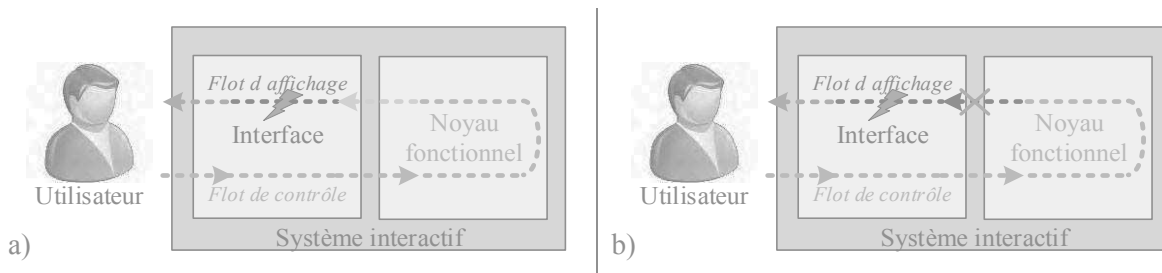 Flot d affichage
Interface
Noyau
fonctionnel
Utilisateur
Flot de contrôle
Système interactif
a)
Flot d affichage
Interface
Noyau
fonctionnel
Utilisateur
Flot de contrôle
Système interactif
b)